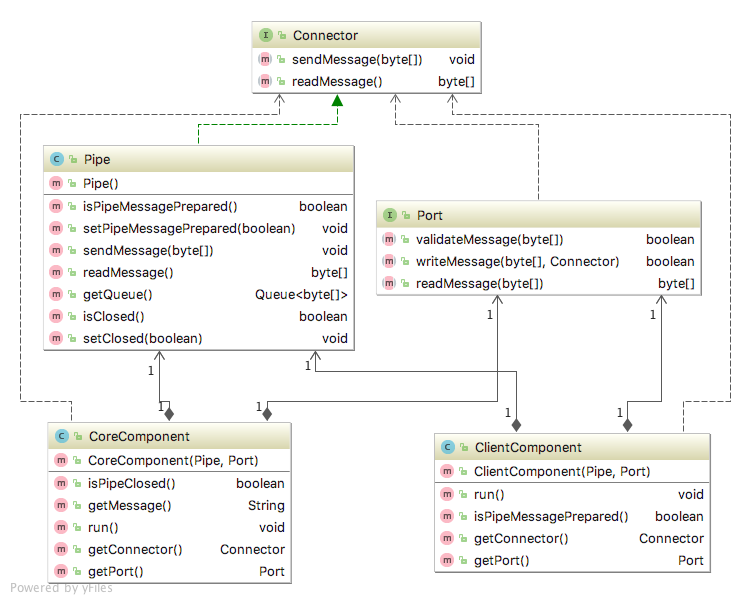 I Connector
m sendMessage(byte[]) void
m readMessage() byte[]
C Pipe
m Pipe()
m isPipeMessagePrepared() boolean
m setPipeMessagePrepared(boolean) void
m sendMessage(byte[]) void
m readMessage() byte[]
m getQueue() Queue<byte[]>
m isClosed() boolean
m setClosed(boolean) void
I Port
m validateMessage(byte[]) boolean
m writeMessage(byte[], Connector) boolean
m readMessage(byte[]) byte[]
1
1
1
1
1
1
1
1
C CoreComponent
m CoreComponent(Pipe, Port)
m isPipeClosed() boolean
m getMessage() String
m run() void
m getConnector() Connector
m getPort() Port
C ClientComponent
m ClientComponent(Pipe, Port)
m run() void
m isPipeMessagePrepared() boolean
m getConnector() Connector
m getPort() Port
Powered by yFiles